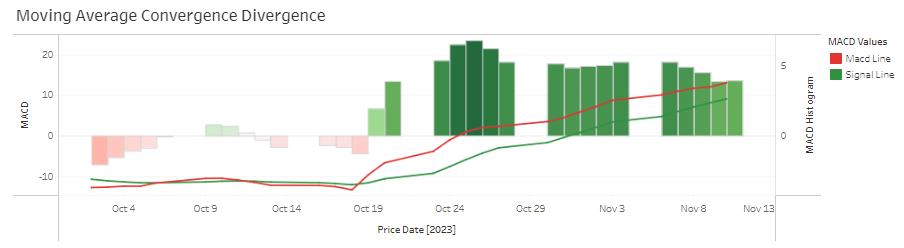 Moving Average Convergence Divergence
MACD Values
Macd Line
Signal Line
MACD
20
10
0
-10
5
0
MACD Histogram
Oct 4
Oct 9
Oct 14
Oct 19
Oct 24
Oct 29
Nov 3
Nov 8
Nov 13
Price Date [2023]